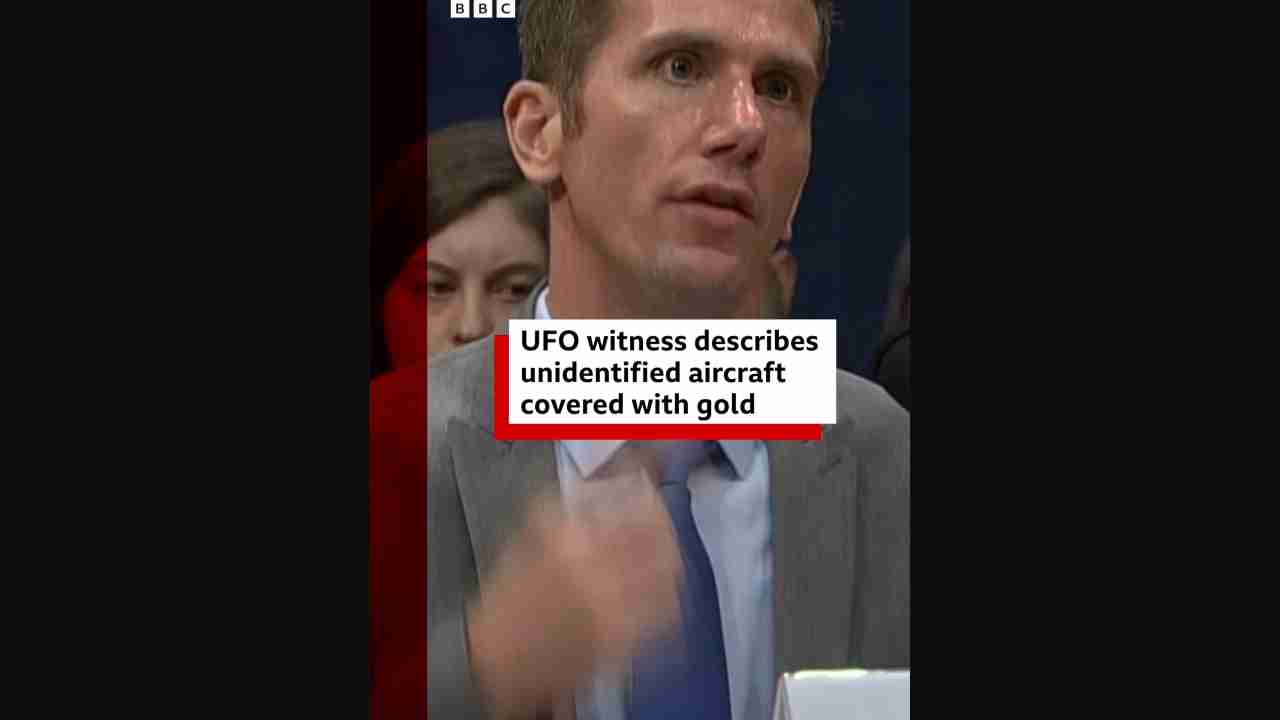 BBC
UFO witness describes
unidentified aircraft
covered with gold